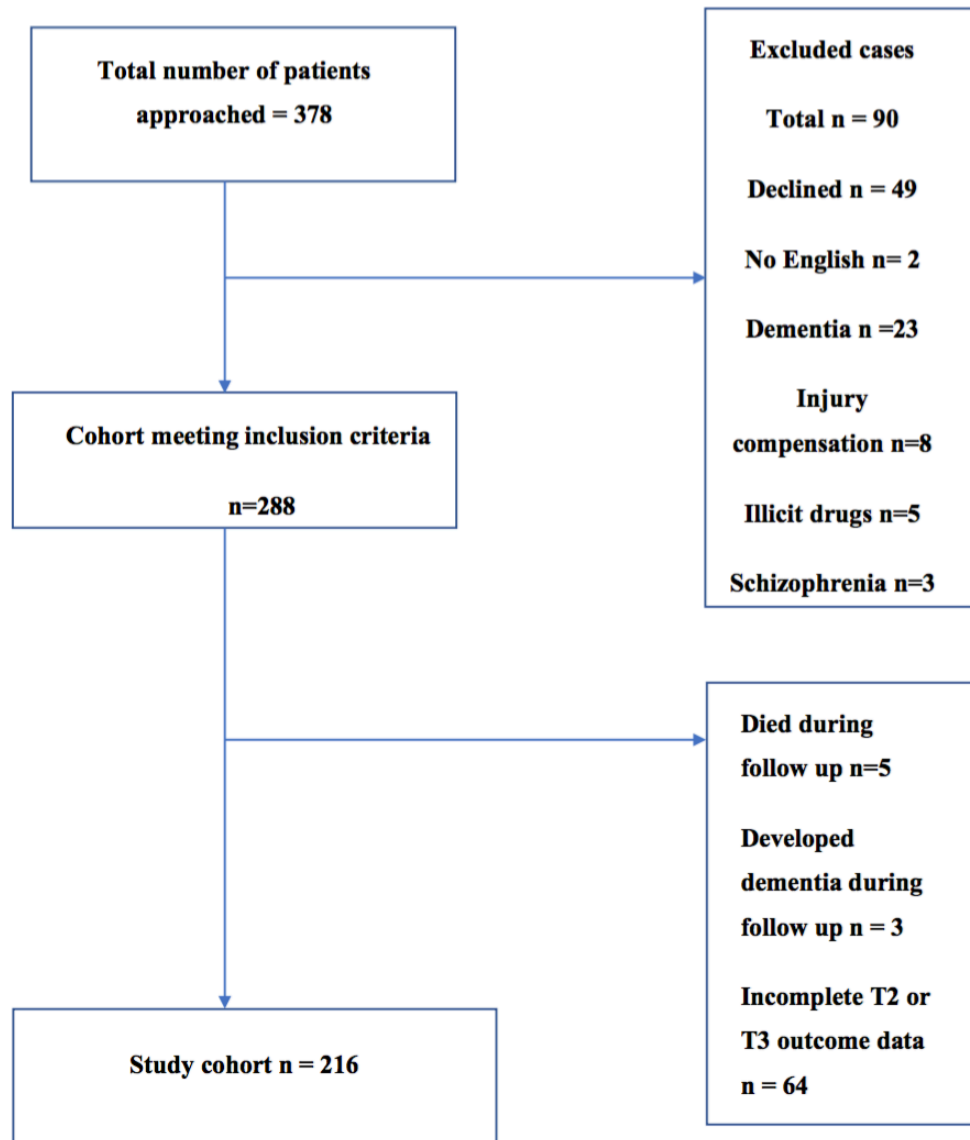 Total number of patients
approached = 378
Excluded cases
Total n = 90
Declined n = 49
No English n= 2
Dementia n =23
Injury
compensation n=8
Illicit drugs n=5
Schizophrenia n=3
Cohort meeting inclusion criteria
n=288
Died during
follow up n=5
Developed
dementia during
follow up n = 3
Incomplete T2 or
T3 outcome data
n = 64
Study cohort n = 216